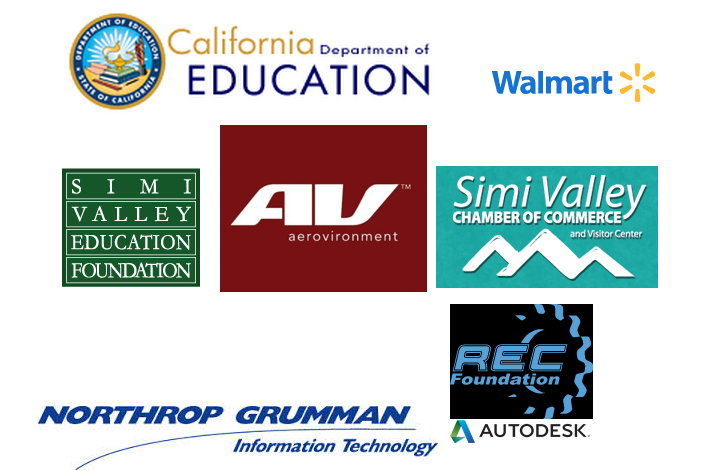 DEPARTMENT OF EDUCATION
STATE OF CALIFORNIA
California Department of
EDUCATION
Walmart
SIMI
VALLEY
EDUCATION
FOUNDATION
AV™
aerovironment
Simi Valley
CHAMBER OF COMMERCE
and Visitor Center
REC
Foundation
AUTODESK.
NORTHROP GRUMMAN
Information Technology